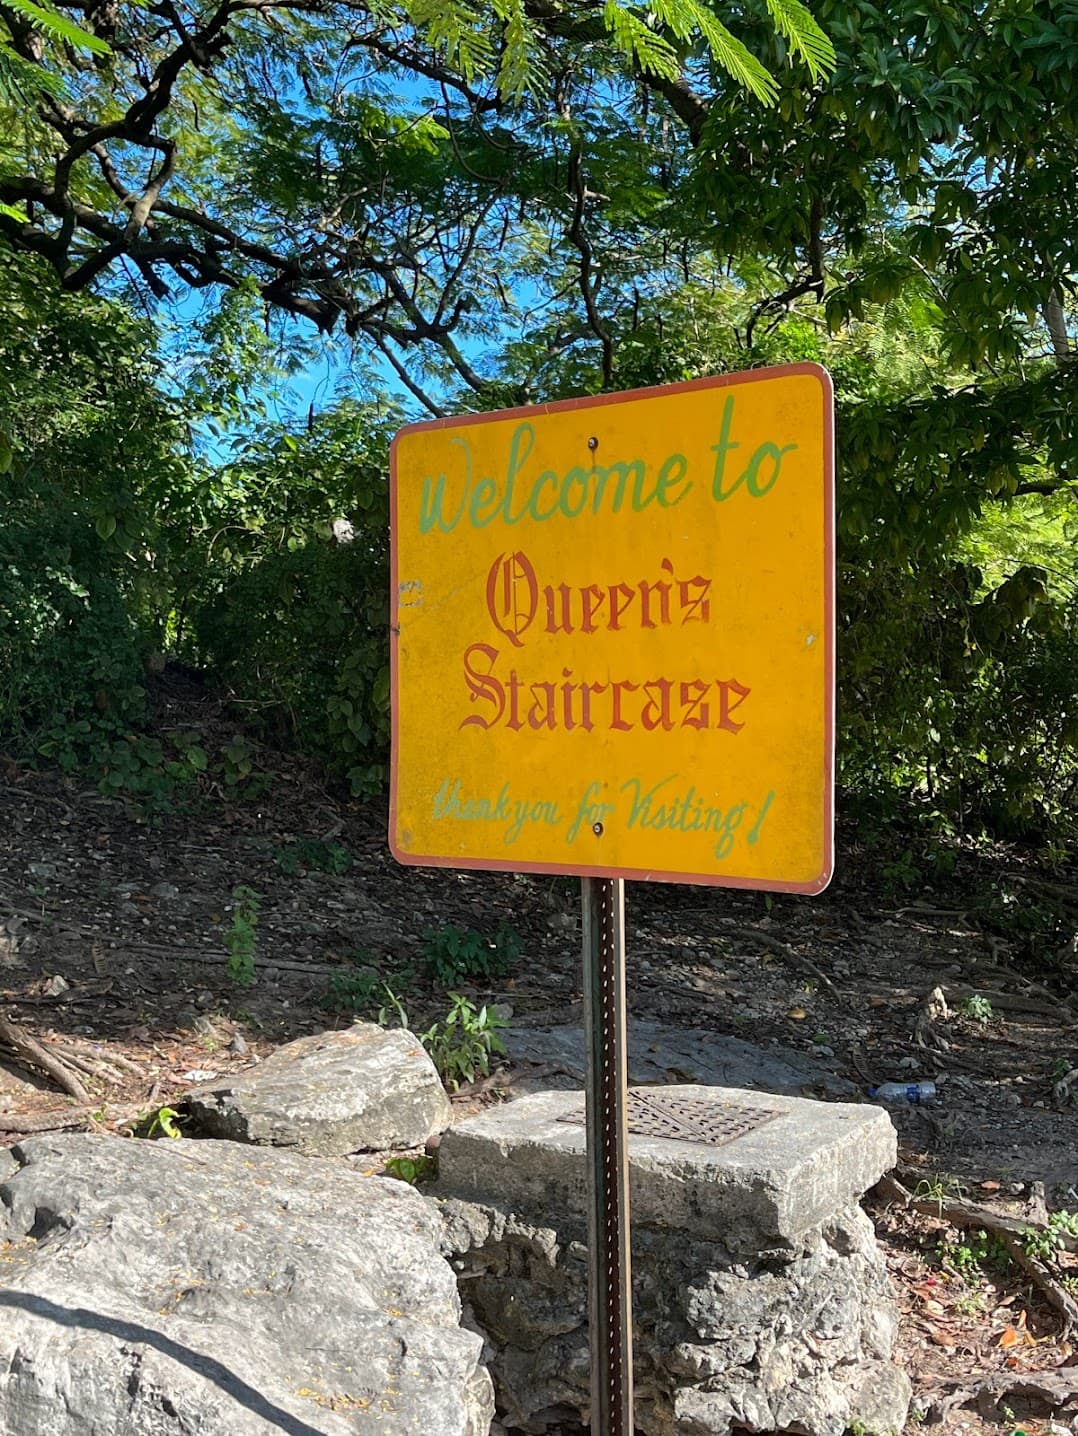 Welcome to
Queen's
Staircase
thank you for Visiting!